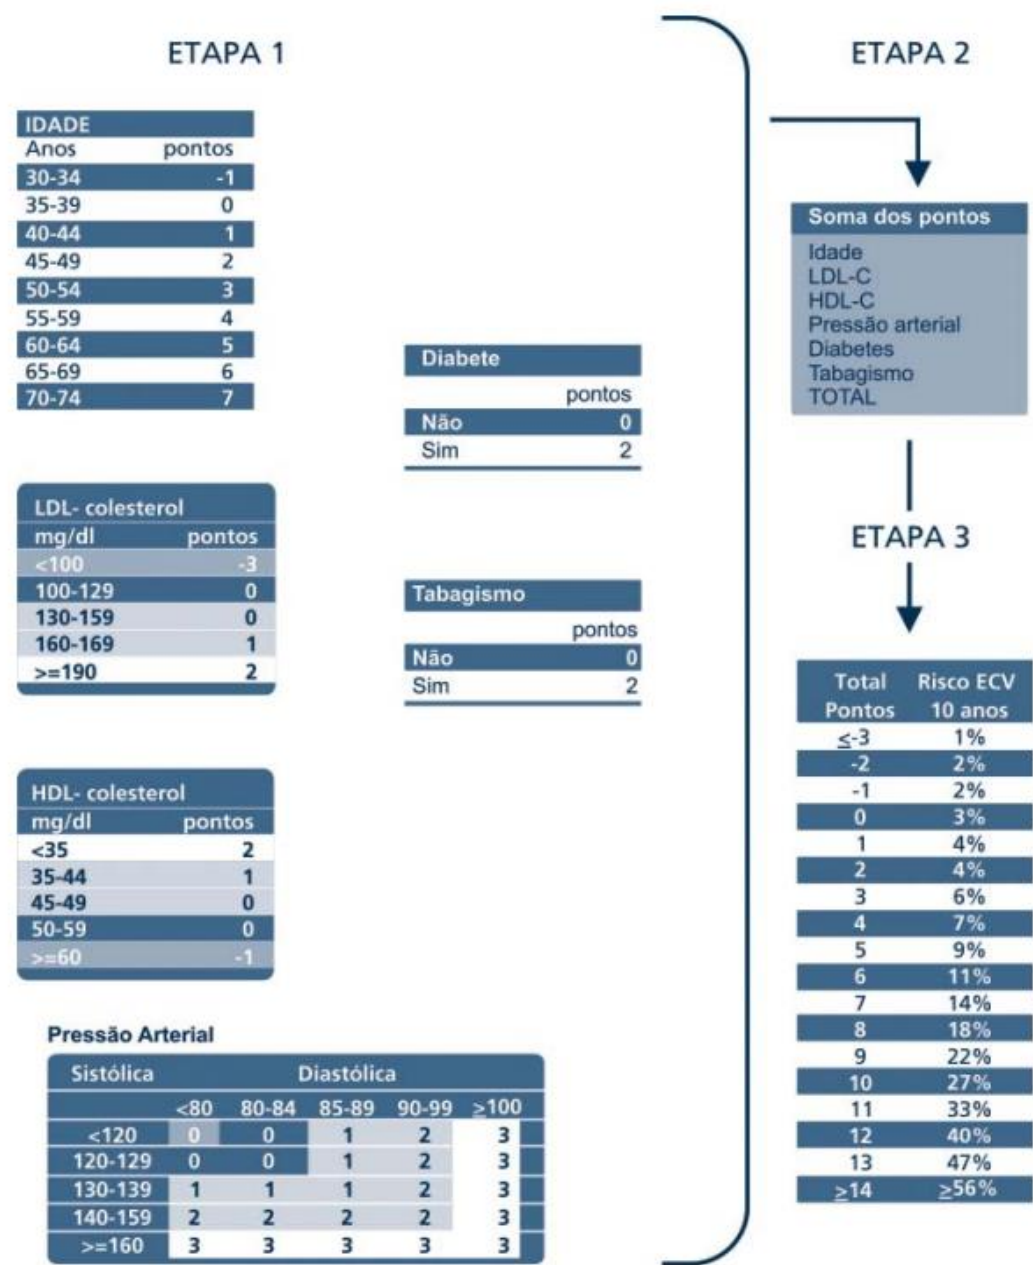 ETAPA 1
IDADE
Anos pontos
30-34 -1
35-39 0
40-44 1
45-49 2
50-54 3
55-59 4
60-64 5
65-69 6
70-74 7
LDL- colesterol
mg/dl pontos
<100 -3
100-129 0
130-159 0
160-169 1
>=190 2
HDL- colesterol
mg/dl pontos
<35 2
35-44 1
45-49 0
50-59 0
>=60 -1
Diabete
pontos
Não 0
Sim 2
Tabagismo
pontos
Não 0
Sim 2
Pressão Arterial
Sistólica Diastólica
<80 80-84 85-89 90-99 ≥100
<120 0 0 1 2 3
120-129 0 0 1 2 3
130-139 1 1 1 2 3
140-159 2 2 2 2 3
>=160 3 3 3 3 3
ETAPA 2
Soma dos pontos
Idade
LDL-C
HDL-C
Pressão arterial
Diabetes
Tabagismo
TOTAL
ETAPA 3
Total Risco ECV
Pontos 10 anos
≤-3 1%
-2 2%
-1 2%
0 3%
1 4%
2 4%
3 6%
4 7%
5 9%
6 11%
7 14%
8 18%
9 22%
10 27%
11 33%
12 40%
13 47%
≥14 ≥56%